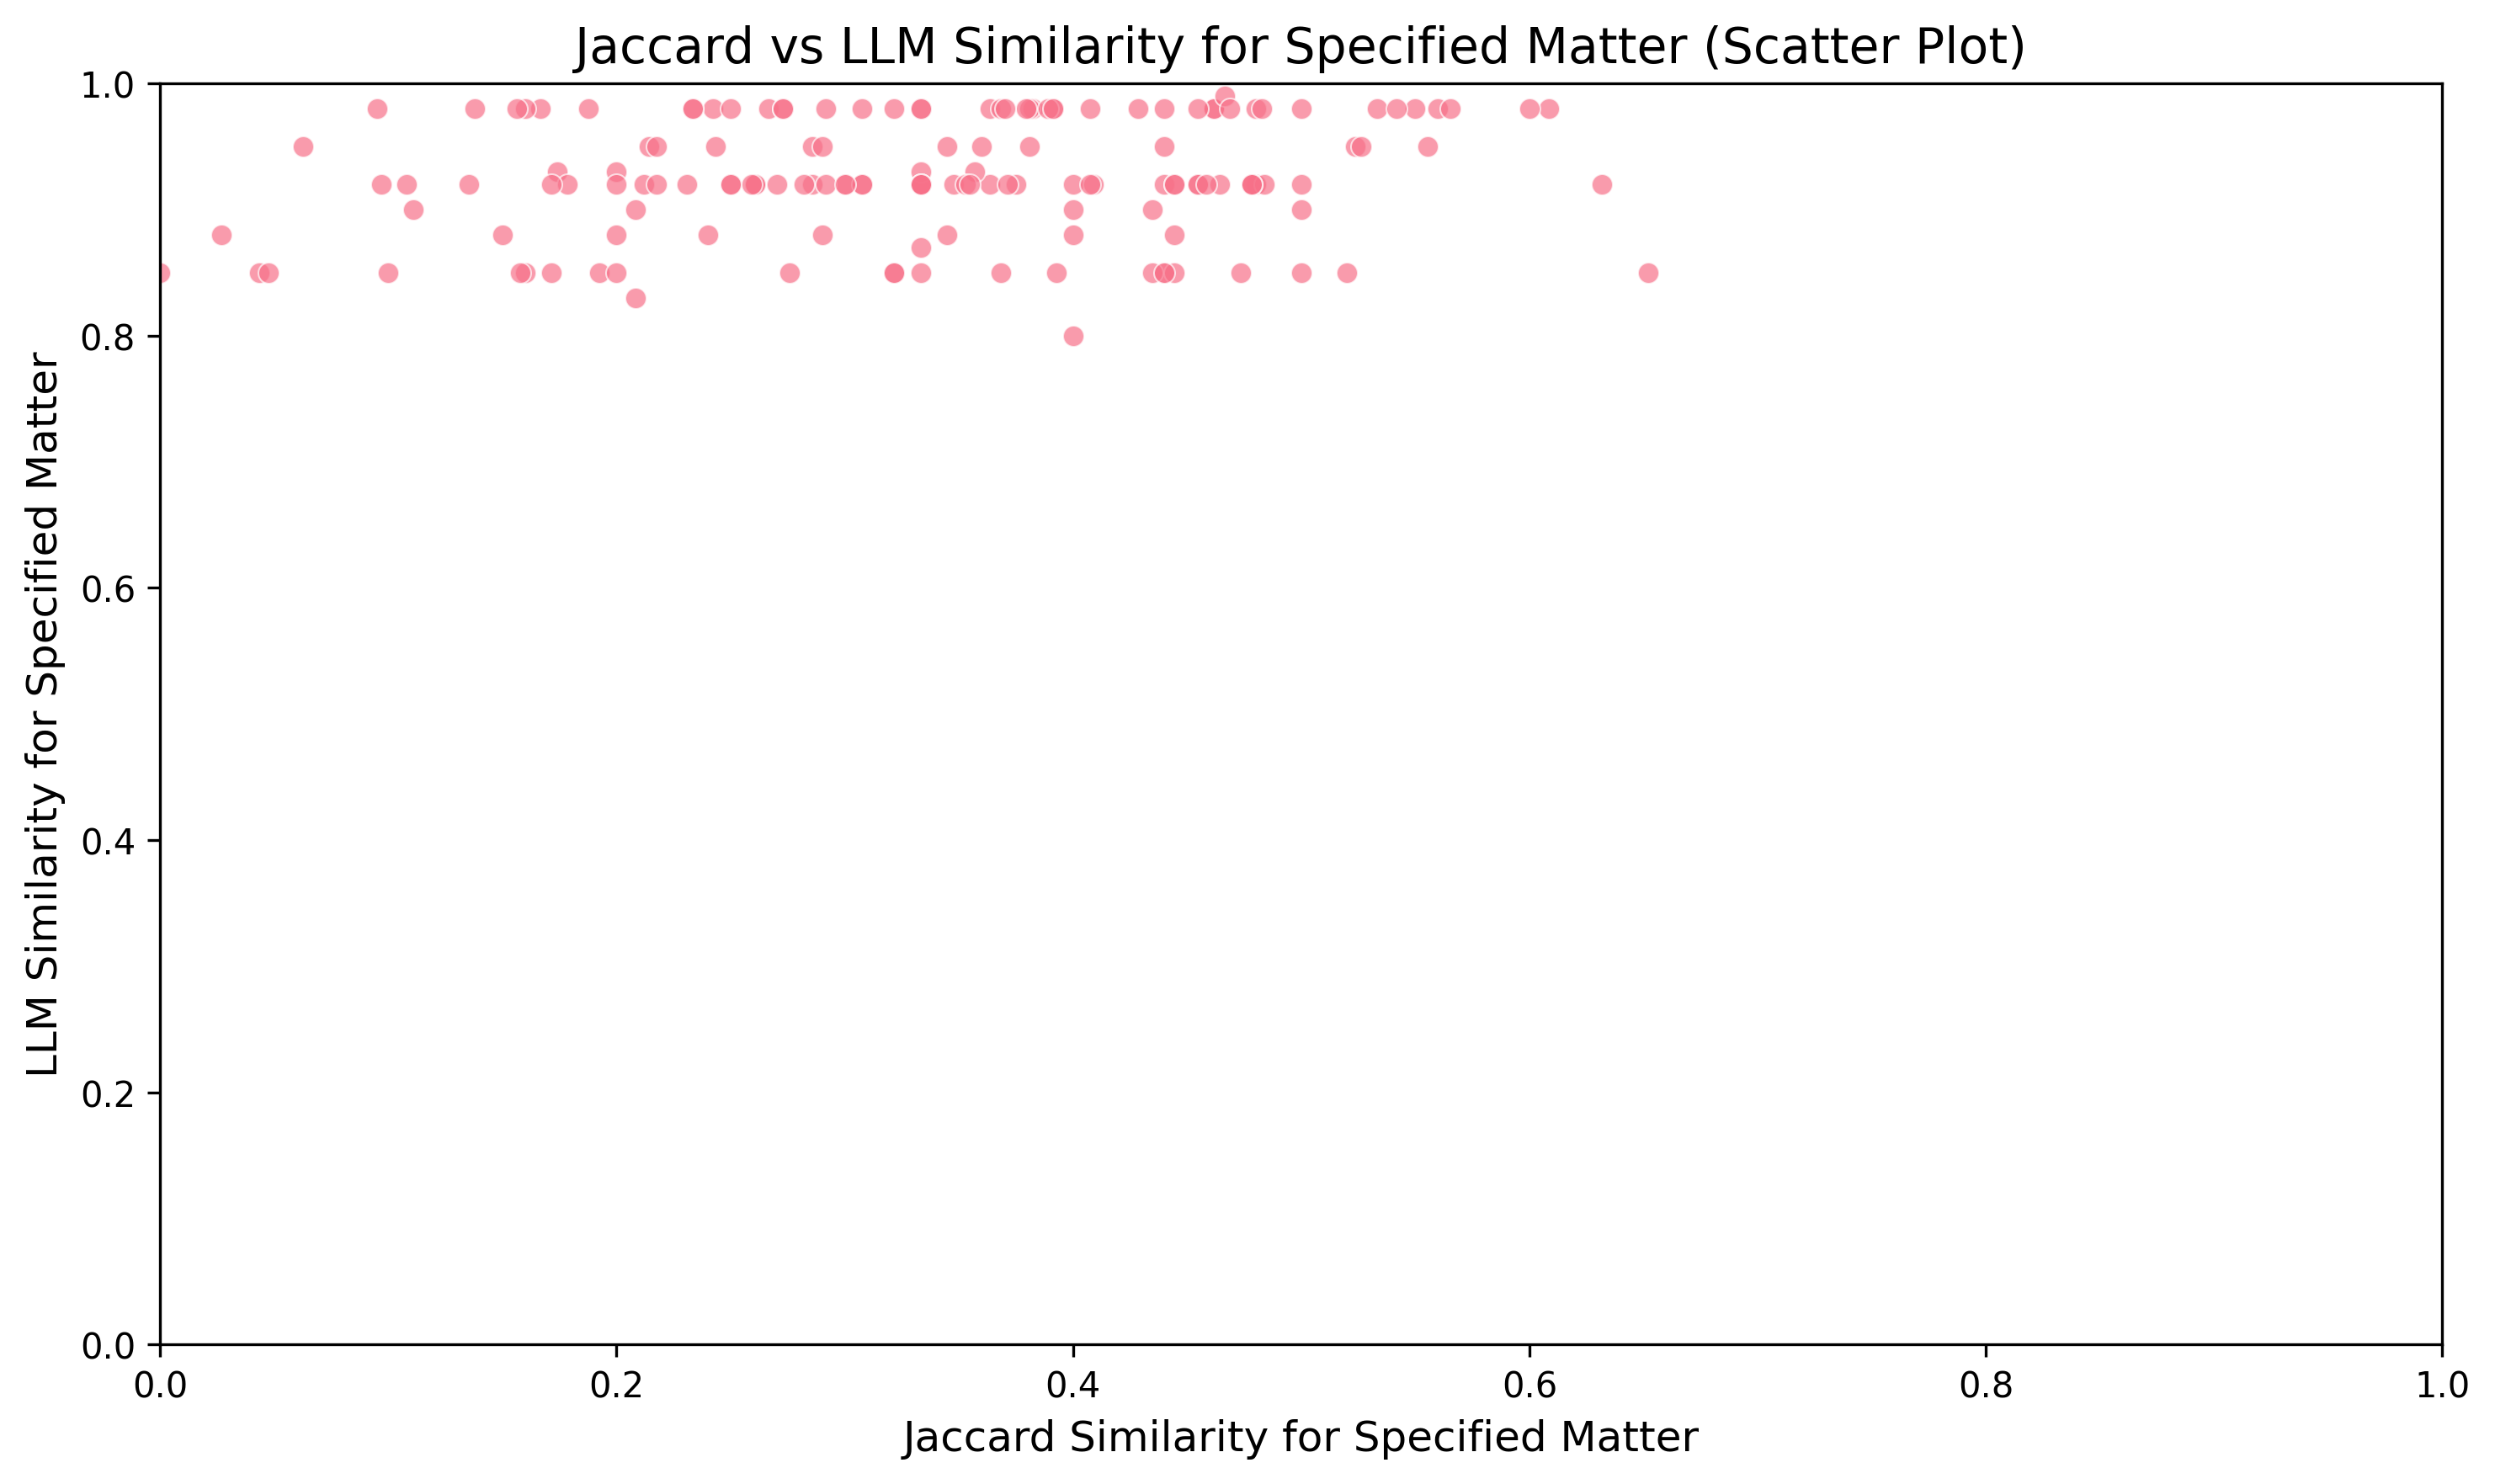 Jaccard vs LLM Similarity for Specified Matter (Scatter Plot)
1.0
0.8
0.6
0.4
0.2
0.0
LLM Similarity for Specified Matter
0.0 0.2 0.4 0.6 0.8 1.0
Jaccard Similarity for Specified Matter